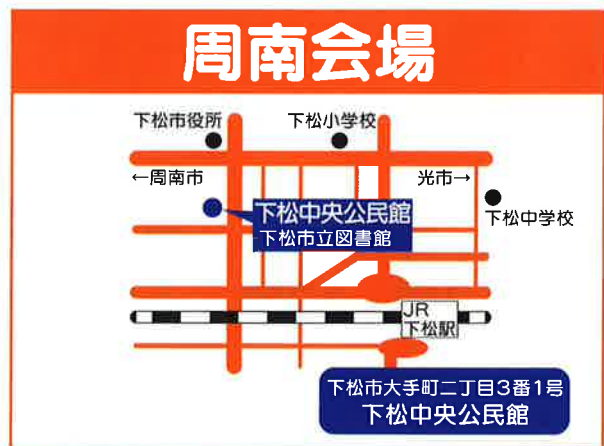 周南会場
下松市役所
下松小学校
←周南市
光市→
下松中央公民館
下松市立図書館
下松中学校
JR
下松駅
下松市大手町二丁目3番1号
下松中央公民館